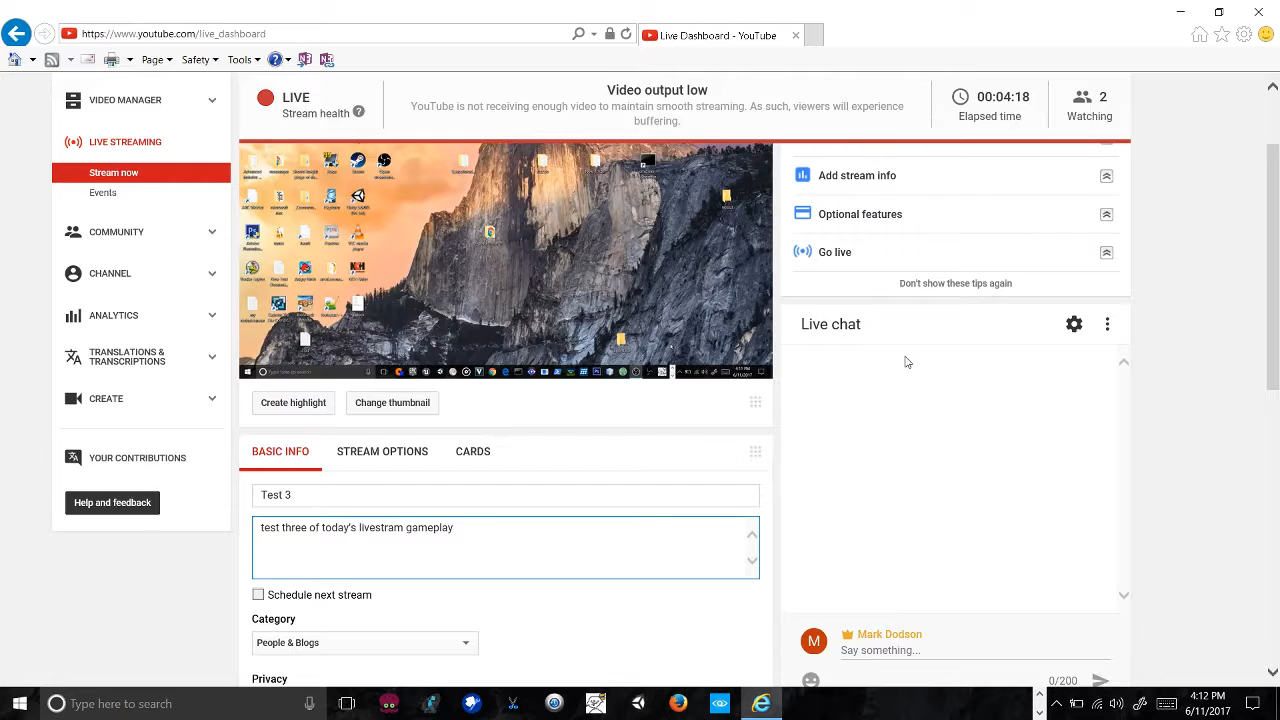 https://www.youtube.com/live_dashboard
Live Dashboard - YouTube
Page
Safety
Tools
VIDEO MANAGER
LIVE STREAMING
Stream now
Events
COMMUNITY
CHANNEL
ANALYTICS
TRANSLATIONS &
TRANSCRIPTIONS
CREATE
YOUR CONTRIBUTIONS
Help and feedback
LIVE
Stream health
Video output low
YouTube is not receiving enough video to maintain smooth streaming. As such, viewers will experience
buffering.
00:04:18
Elapsed time
2
Watching
Add stream info
Optional features
Go live
Don't show these tips again
Create highlight
Change thumbnail
BASIC INFO
STREAM OPTIONS
CARDS
Test 3
test three of today's livestram gameplay
Schedule next stream
Category
People & Blogs
Privacy
Live chat
M
Mark Dodson
Say something...
0/200
Type here to search
4:12 PM
6/11/2017